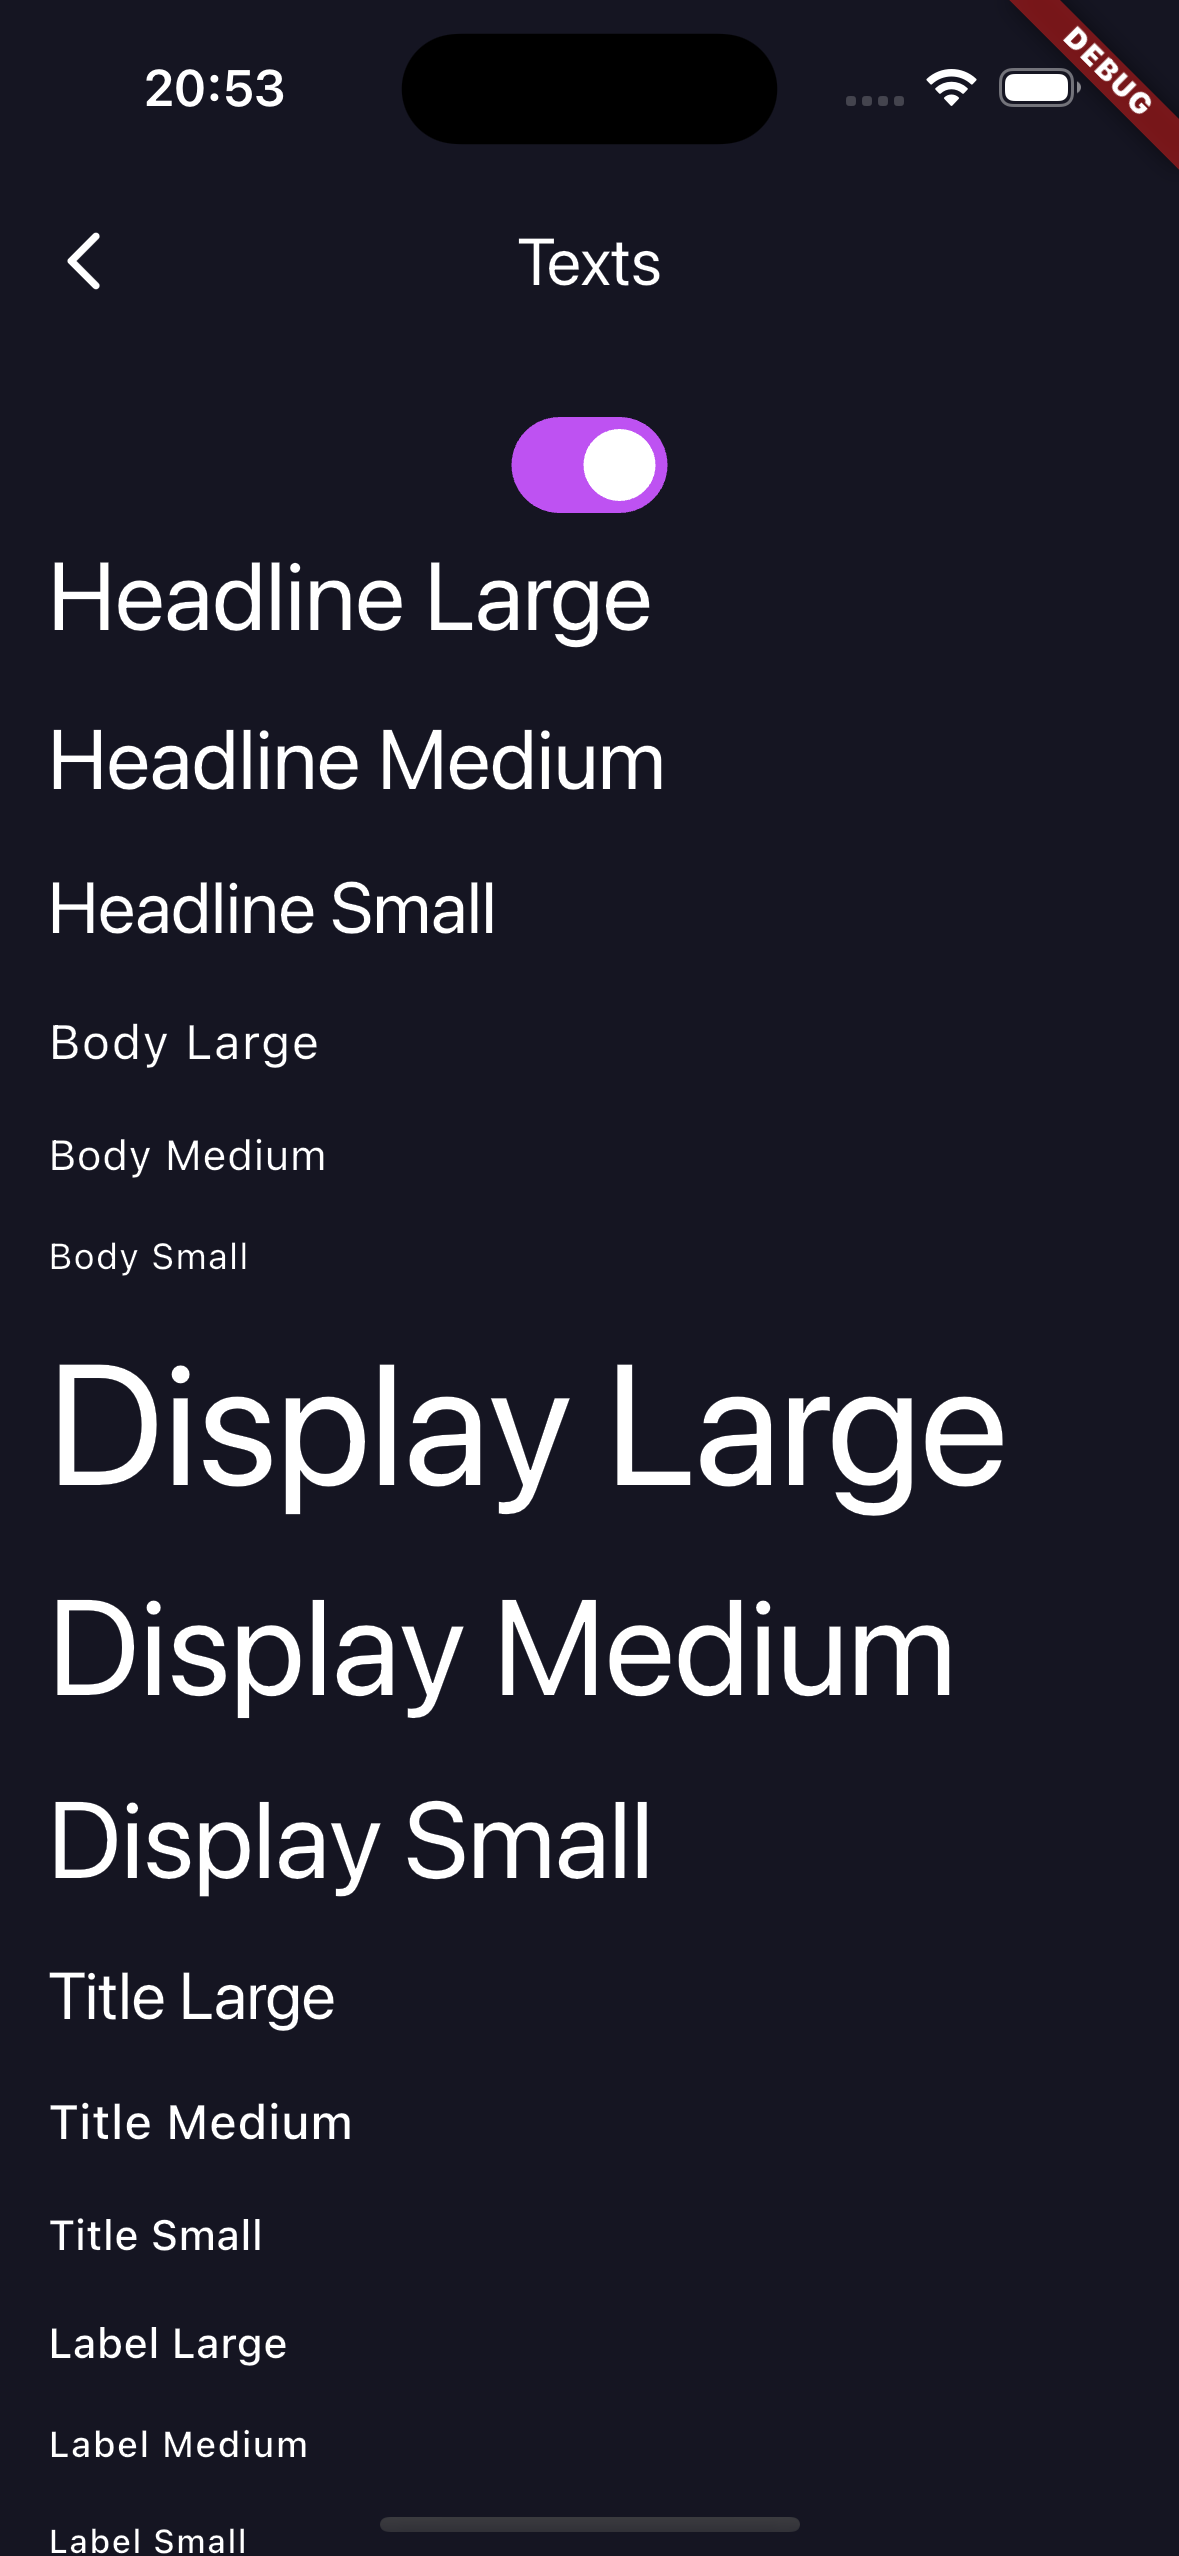 20:53
DEBUG
Texts
Headline Large
Headline Medium
Headline Small
Body Large
Body Medium
Body Small
Display Large
Display Medium
Display Small
Title Large
Title Medium
Title Small
Label Large
Label Medium
Label Small